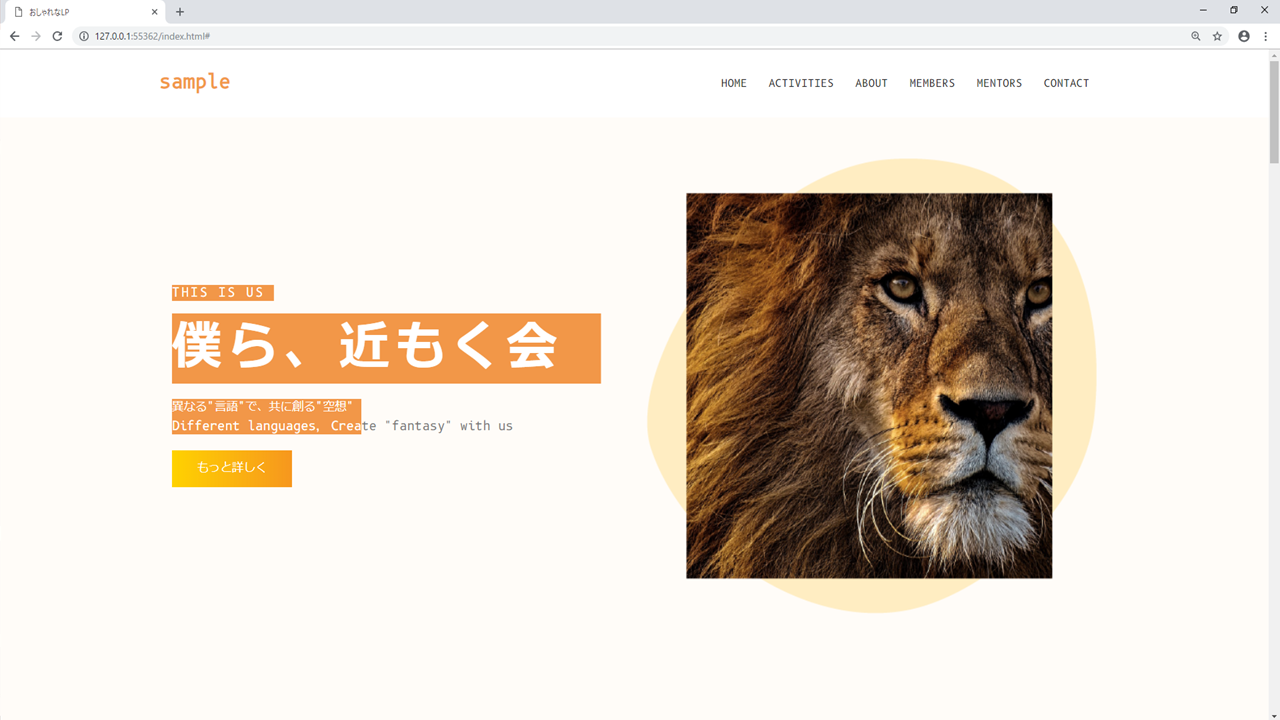 おしゃれなLP
127.0.0.1:55362/index.html#
sample
HOME ACTIVITIES ABOUT MEMBERS MENTORS CONTACT
THIS IS US
僕ら、近もく会
異なる"言語"で、共に創る"空想"
Different languages, Create "fantasy" with us
もっと詳しく